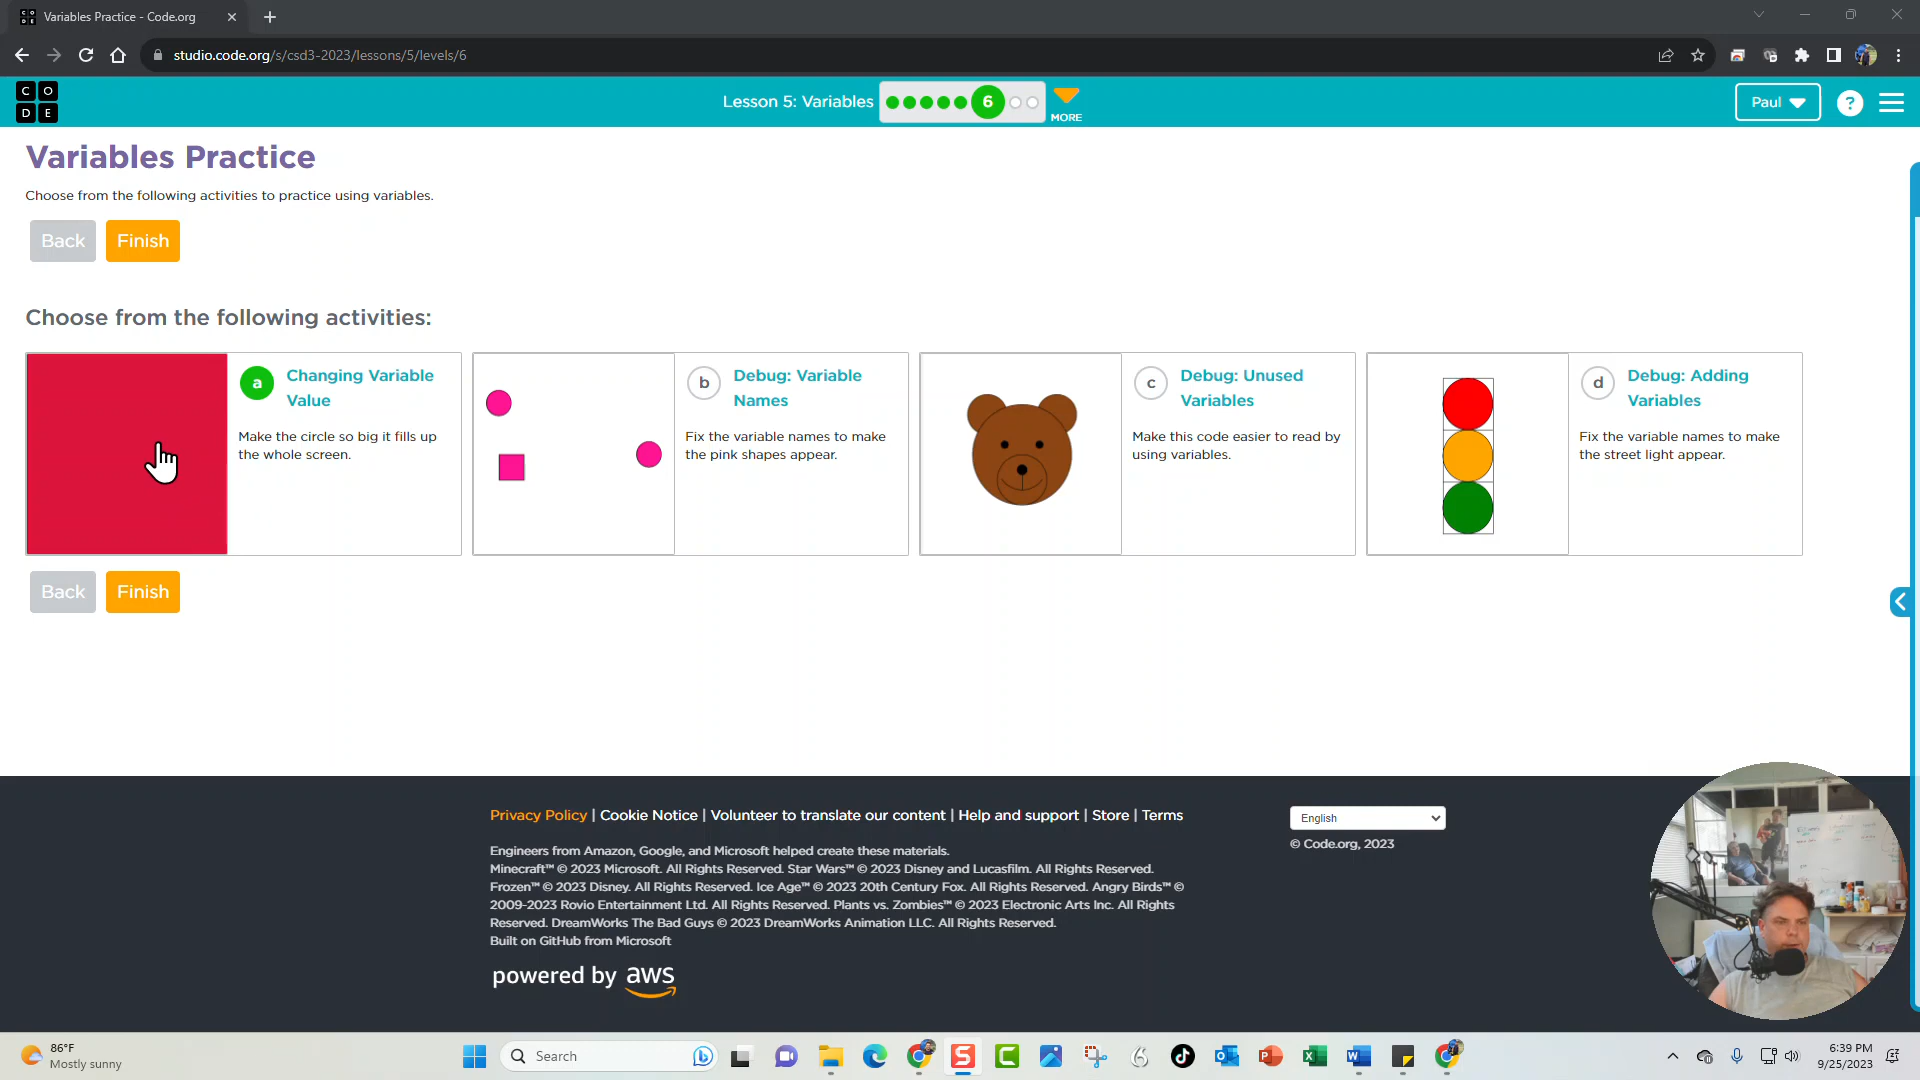 Variables Practice - Code.org
studio.code.org/s/csd3-2023/lessons/5/levels/6
C O
D E
Lesson 5: Variables
6
MORE
Paul
?
Variables Practice
Choose from the following activities to practice using variables.
Back
Finish
Choose from the following activities:
a
Changing Variable
Value
Make the circle so big it fills up
the whole screen.
b
Debug: Variable
Names
Fix the variable names to make
the pink shapes appear.
c
Debug: Unused
Variables
Make this code easier to read by
using variables.
d
Debug: Adding
Variables
Fix the variable names to make
the street light appear.
Back
Finish
Privacy Policy | Cookie Notice | Volunteer to translate our content | Help and support | Store | Terms
English
© Code.org, 2023
Engineers from Amazon, Google, and Microsoft helped create these materials.
Minecraft™ © 2023 Microsoft. All Rights Reserved. Star Wars™ © 2023 Disney and Lucasfilm. All Rights Reserved.
Frozen™ © 2023 Disney. All Rights Reserved. Ice Age™ © 2023 20th Century Fox. All Rights Reserved. Angry Birds™ ©
2009-2023 Rovio Entertainment Ltd. All Rights Reserved. Plants vs. Zombies™ © 2023 Electronic Arts Inc. All Rights
Reserved. DreamWorks The Bad Guys © 2023 DreamWorks Animation LLC. All Rights Reserved.
Built on GitHub from Microsoft
powered by aws
86°F
Mostly sunny
Search
6:39 PM
9/25/2023